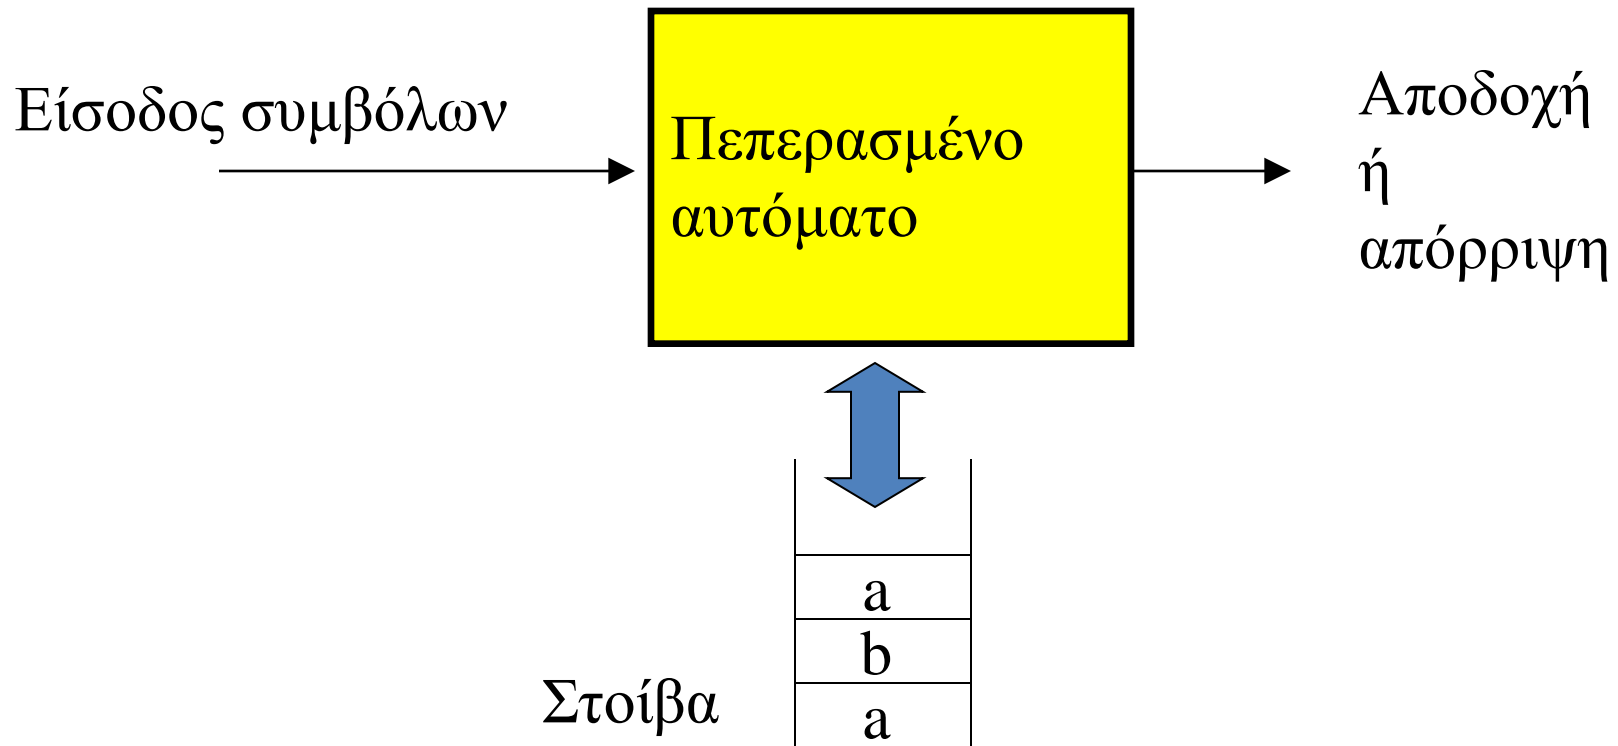 Είσοδος συμβόλων
Πεπερασμένο
αυτόματο
Αποδοχή
ή
απόρριψη
a
b
a
Στοίβα